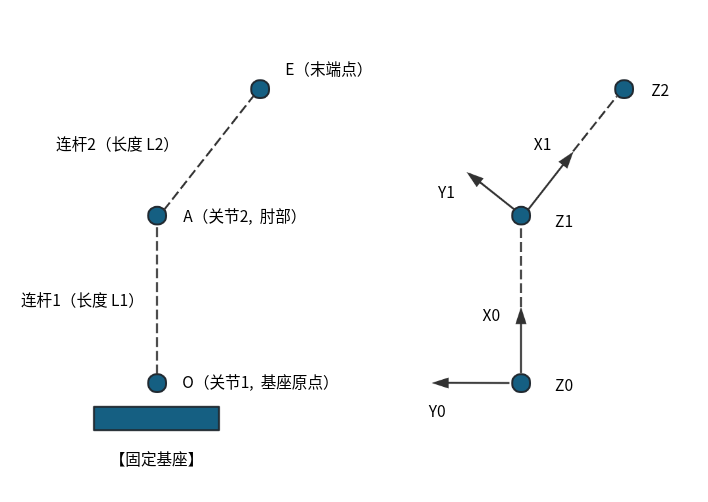 E（末端点）
连杆2（长度 L2）
A（关节2, 肘部）
连杆1（长度 L1）
O（关节1, 基座原点）
【固定基座】
Z2
X1
Y1
Z1
X0
Z0
Y0